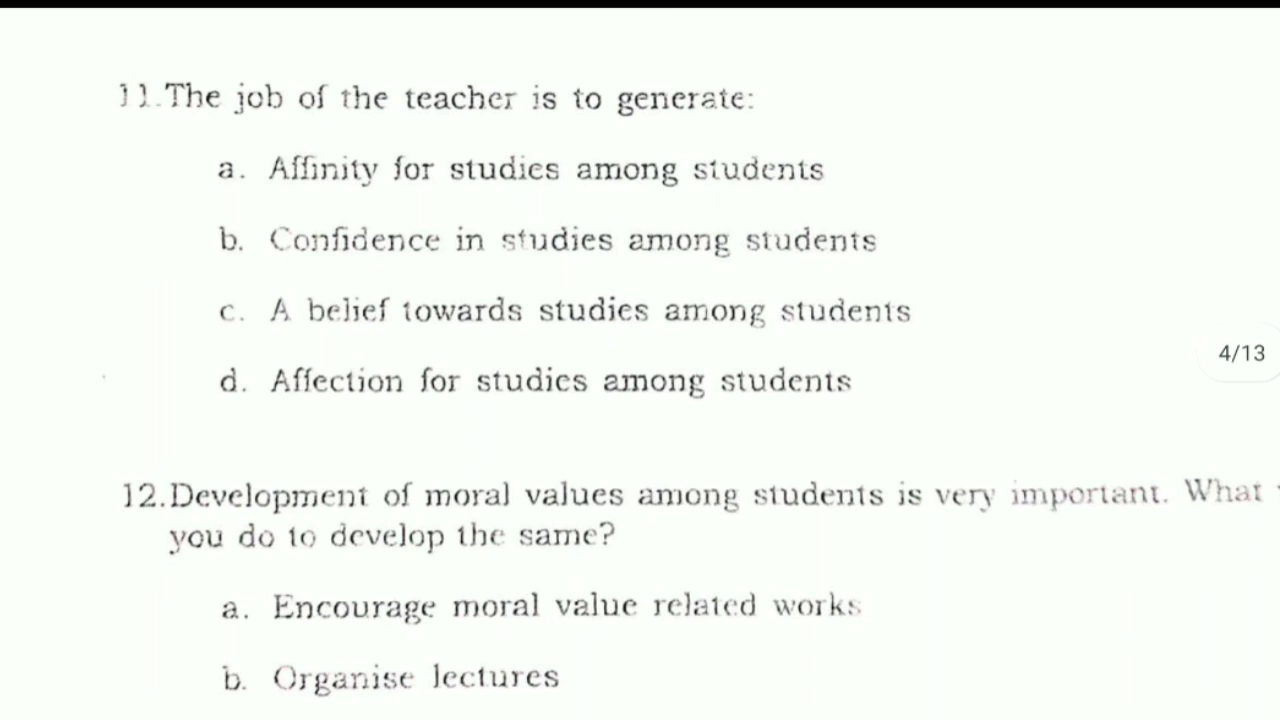 11.The job of the teacher is to generate:
a. Affinity for studies among students
b. Confidence in studies among students
c. A belief towards studies among students
4/13
d. Affection for studies among students
12.Development of moral values among students is very important. What
you do to develop the same?
a. Encourage moral value related works
b. Organise lectures